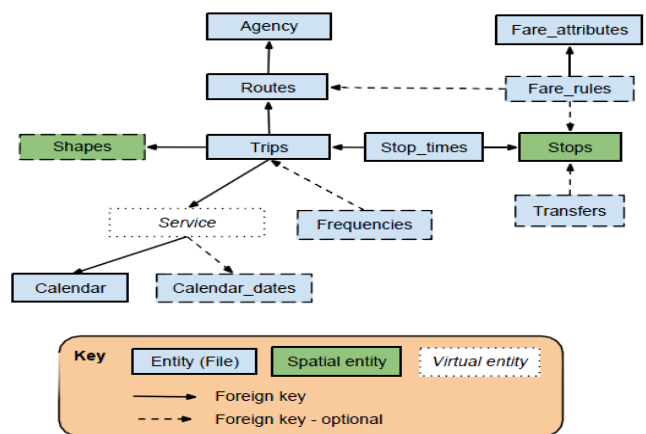 Agency
Fare_attributes
Routes
Fare_rules
Shapes
Trips
Stop_times
Stops
Service
Frequencies
Transfers
Calendar
Calendar_dates
Key
Entity (File)
Spatial entity
Virtual entity
Foreign key
Foreign key - optional